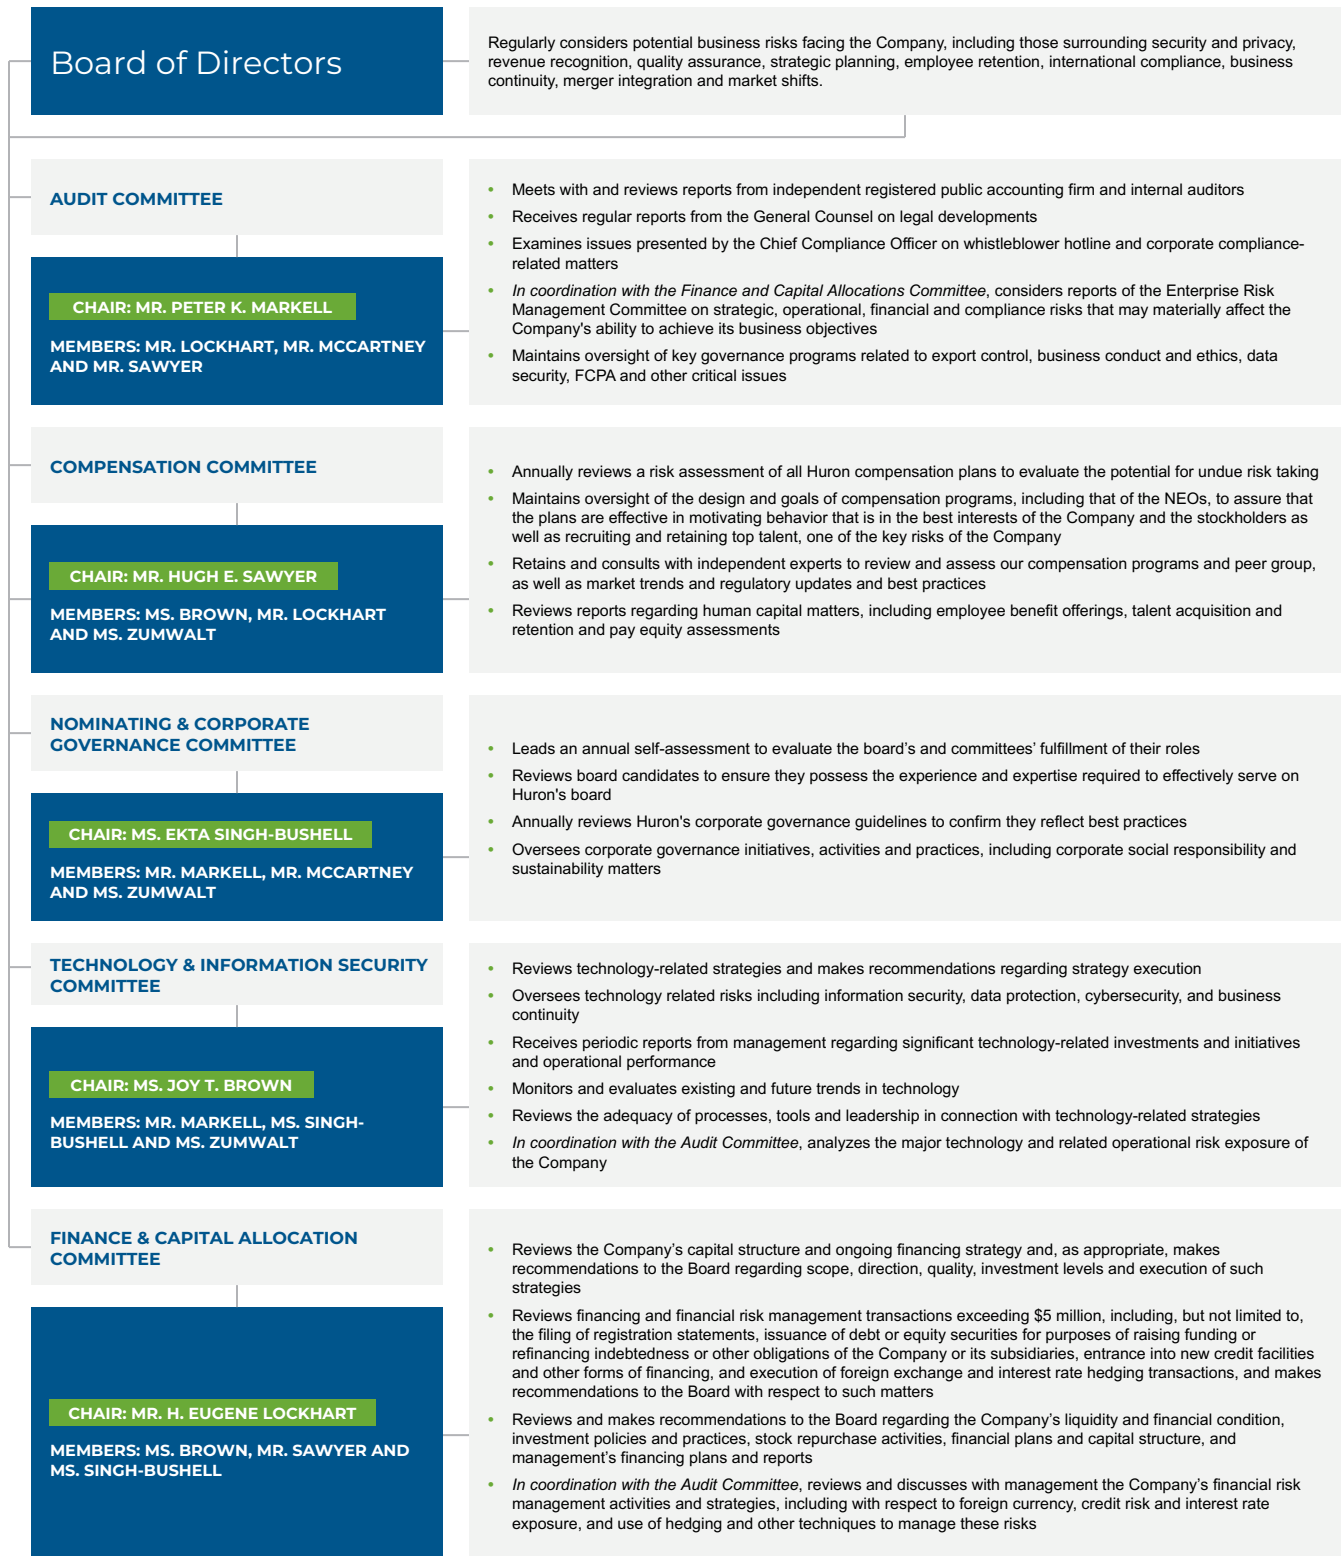 Board of Directors
Regularly considers potential business risks facing the Company, including those surrounding security and privacy,
revenue recognition, quality assurance, strategic planning, employee retention, international compliance, business
continuity, merger integration and market shifts.
AUDIT COMMITTEE
CHAIR: MR. PETER K. MARKELL
MEMBERS: MR. LOCKHART, MR. MCCARTNEY
AND MR. SAWYER
• Meets with and reviews reports from independent registered public accounting firm and internal auditors
• Receives regular reports from the General Counsel on legal developments
• Examines issues presented by the Chief Compliance Officer on whistleblower hotline and corporate compliance-
related matters
• In coordination with the Finance and Capital Allocations Committee, considers reports of the Enterprise Risk
Management Committee on strategic, operational, financial and compliance risks that may materially affect the
Company's ability to achieve its business objectives
• Maintains oversight of key governance programs related to export control, business conduct and ethics, data
security, FCPA and other critical issues
COMPENSATION COMMITTEE
CHAIR: MR. HUGH E. SAWYER
MEMBERS: MS. BROWN, MR. LOCKHART
AND MS. ZUMWALT
• Annually reviews a risk assessment of all Huron compensation plans to evaluate the potential for undue risk taking
• Maintains oversight of the design and goals of compensation programs, including that of the NEOs, to assure that
the plans are effective in motivating behavior that is in the best interests of the Company and the stockholders as
well as recruiting and retaining top talent, one of the key risks of the Company
• Retains and consults with independent experts to review and assess our compensation programs and peer group,
as well as market trends and regulatory updates and best practices
• Reviews reports regarding human capital matters, including employee benefit offerings, talent acquisition and
retention and pay equity assessments
NOMINATING & CORPORATE
GOVERNANCE COMMITTEE
CHAIR: MS. EKTA SINGH-BUSHELL
MEMBERS: MR. MARKELL, MR. MCCARTNEY
AND MS. ZUMWALT
• Leads an annual self-assessment to evaluate the board’s and committees’ fulfillment of their roles
• Reviews board candidates to ensure they possess the experience and expertise required to effectively serve on
Huron's board
• Annually reviews Huron's corporate governance guidelines to confirm they reflect best practices
• Oversees corporate governance initiatives, activities and practices, including corporate social responsibility and
sustainability matters
TECHNOLOGY & INFORMATION SECURITY
COMMITTEE
CHAIR: MS. JOY T. BROWN
MEMBERS: MR. MARKELL, MS. SINGH-
BUSHELL AND MS. ZUMWALT
• Reviews technology-related strategies and makes recommendations regarding strategy execution
• Oversees technology related risks including information security, data protection, cybersecurity, and business
continuity
• Receives periodic reports from management regarding significant technology-related investments and initiatives
and operational performance
• Monitors and evaluates existing and future trends in technology
• Reviews the adequacy of processes, tools and leadership in connection with technology-related strategies
• In coordination with the Audit Committee, analyzes the major technology and related operational risk exposure of
the Company
FINANCE & CAPITAL ALLOCATION
COMMITTEE
CHAIR: MR. H. EUGENE LOCKHART
MEMBERS: MS. BROWN, MR. SAWYER AND
MS. SINGH-BUSHELL
• Reviews the Company’s capital structure and ongoing financing strategy and, as appropriate, makes
recommendations to the Board regarding scope, direction, quality, investment levels and execution of such
strategies
• Reviews financing and financial risk management transactions exceeding $5 million, including, but not limited to,
the filing of registration statements, issuance of debt or equity securities for purposes of raising funding or
refinancing indebtedness or other obligations of the Company or its subsidiaries, entrance into new credit facilities
and other forms of financing, and execution of foreign exchange and interest rate hedging transactions, and makes
recommendations to the Board with respect to such matters
• Reviews and makes recommendations to the Board regarding the Company’s liquidity and financial condition,
investment policies and practices, stock repurchase activities, financial plans and capital structure, and
management’s financing plans and reports
• In coordination with the Audit Committee, reviews and discusses with management the Company’s financial risk
management activities and strategies, including with respect to foreign currency, credit risk and interest rate
exposure, and use of hedging and other techniques to manage these risks